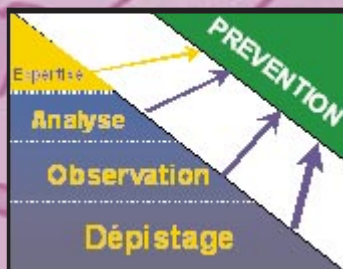 PREVENTION
Expertise
Analyse
Observation
Dépistage